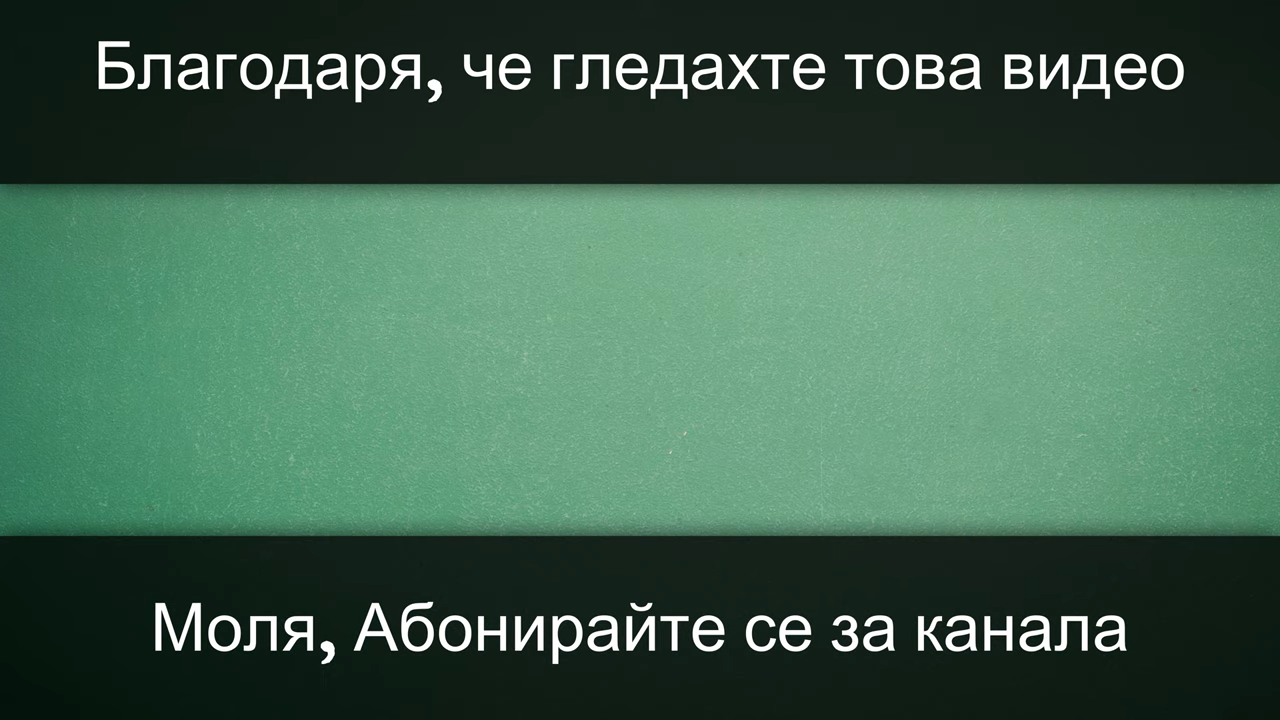 Благодаря, че гледахте това видео
Моля, Абонирайте се за канала